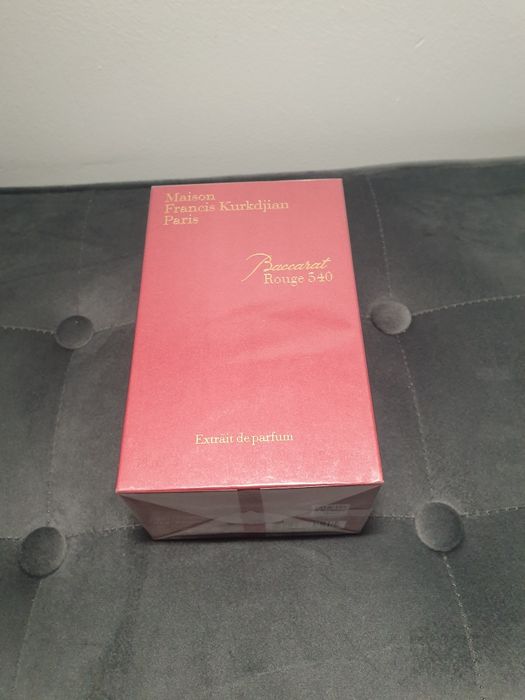 Maison
Francis Kurkdjian
Paris
Baccarat
Rouge 540
Extrait de parfum